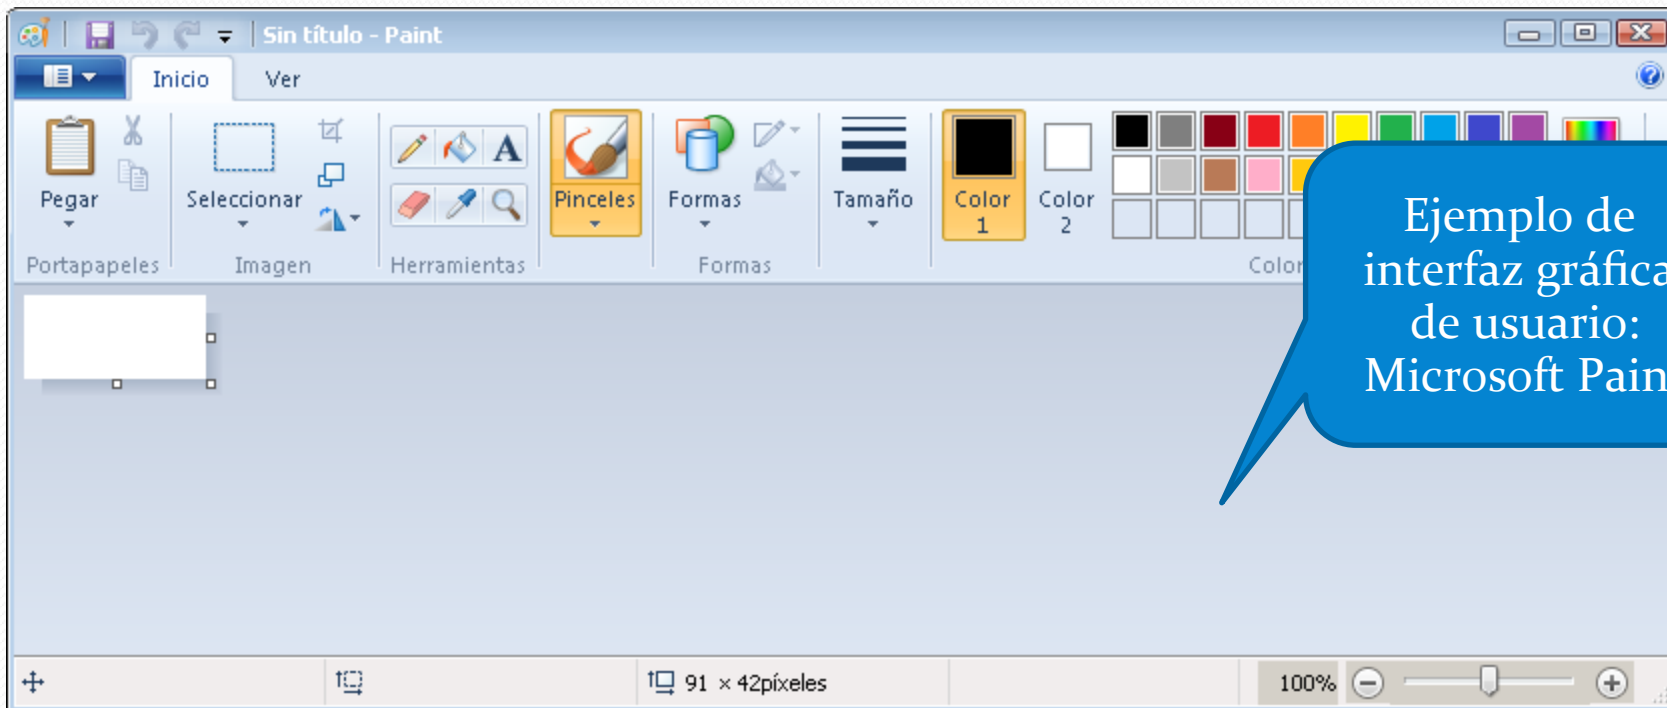 Sin título - Paint
Inicio Ver
A
Pegar Seleccionar Pinceles Formas Tamaño Color 1 Color 2
Portapapeles Imagen Herramientas Formas Color
Ejemplo de
interfaz gráfica
de usuario:
Microsoft Pain
91 × 42píxeles 100%